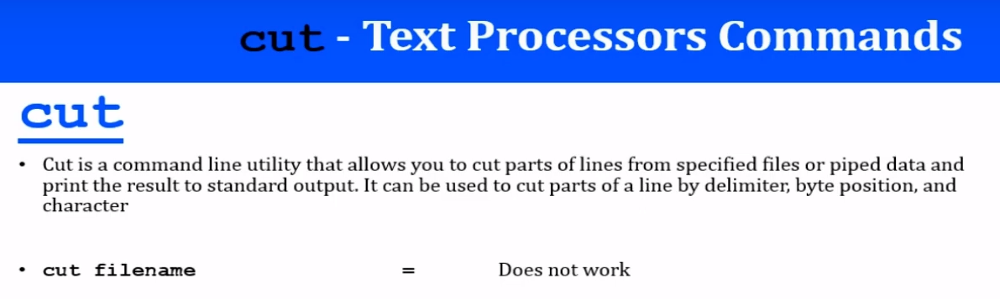 cut - Text Processors Commands
cut
• Cut is a command line utility that allows you to cut parts of lines from specified files or piped data and
print the result to standard output. It can be used to cut parts of a line by delimiter, byte position, and
character
• cut filename = Does not work